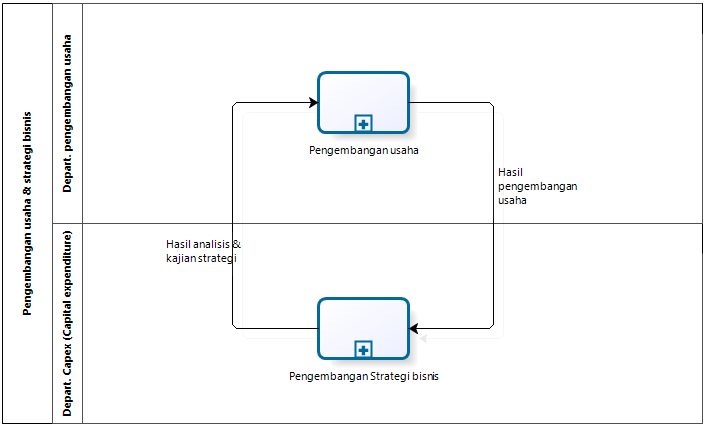 Pengembangan usaha & strategi bisnis
Depart. pengembangan usaha
Pengembangan usaha
Hasil
pengembangan
usaha
Hasil analisis &
kajian strategi
Depart. Capex (Capital expenditure)
Pengembangan Strategi bisnis